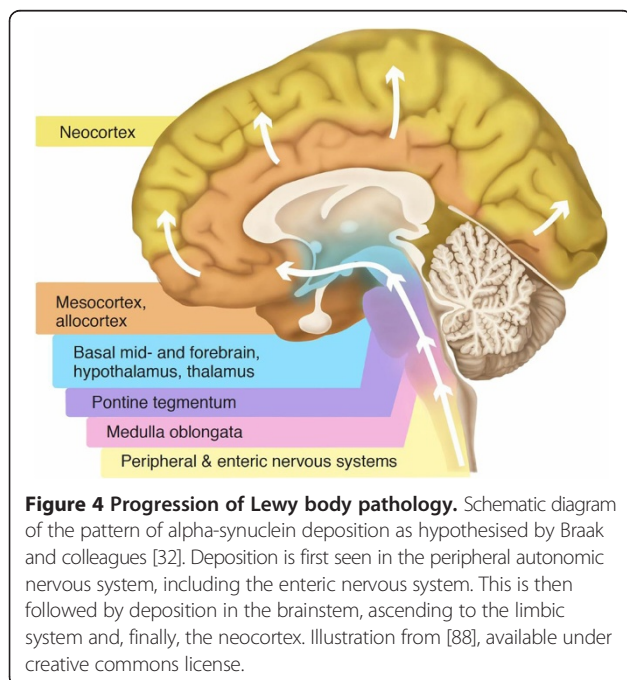 Neocortex
Mesocortex,
allocortex
Basal mid- and forebrain,
hypothalamus, thalamus
Pontine tegmentum
Medulla oblongata
Peripheral & enteric nervous systems
Figure 4 Progression of Lewy body pathology. Schematic diagram
of the pattern of alpha-synuclein deposition as hypothesised by Braak
and colleagues [32]. Deposition is first seen in the peripheral autonomic
nervous system, including the enteric nervous system. This is then
followed by deposition in the brainstem, ascending to the limbic
system and, finally, the neocortex. Illustration from [88], available under
creative commons license.